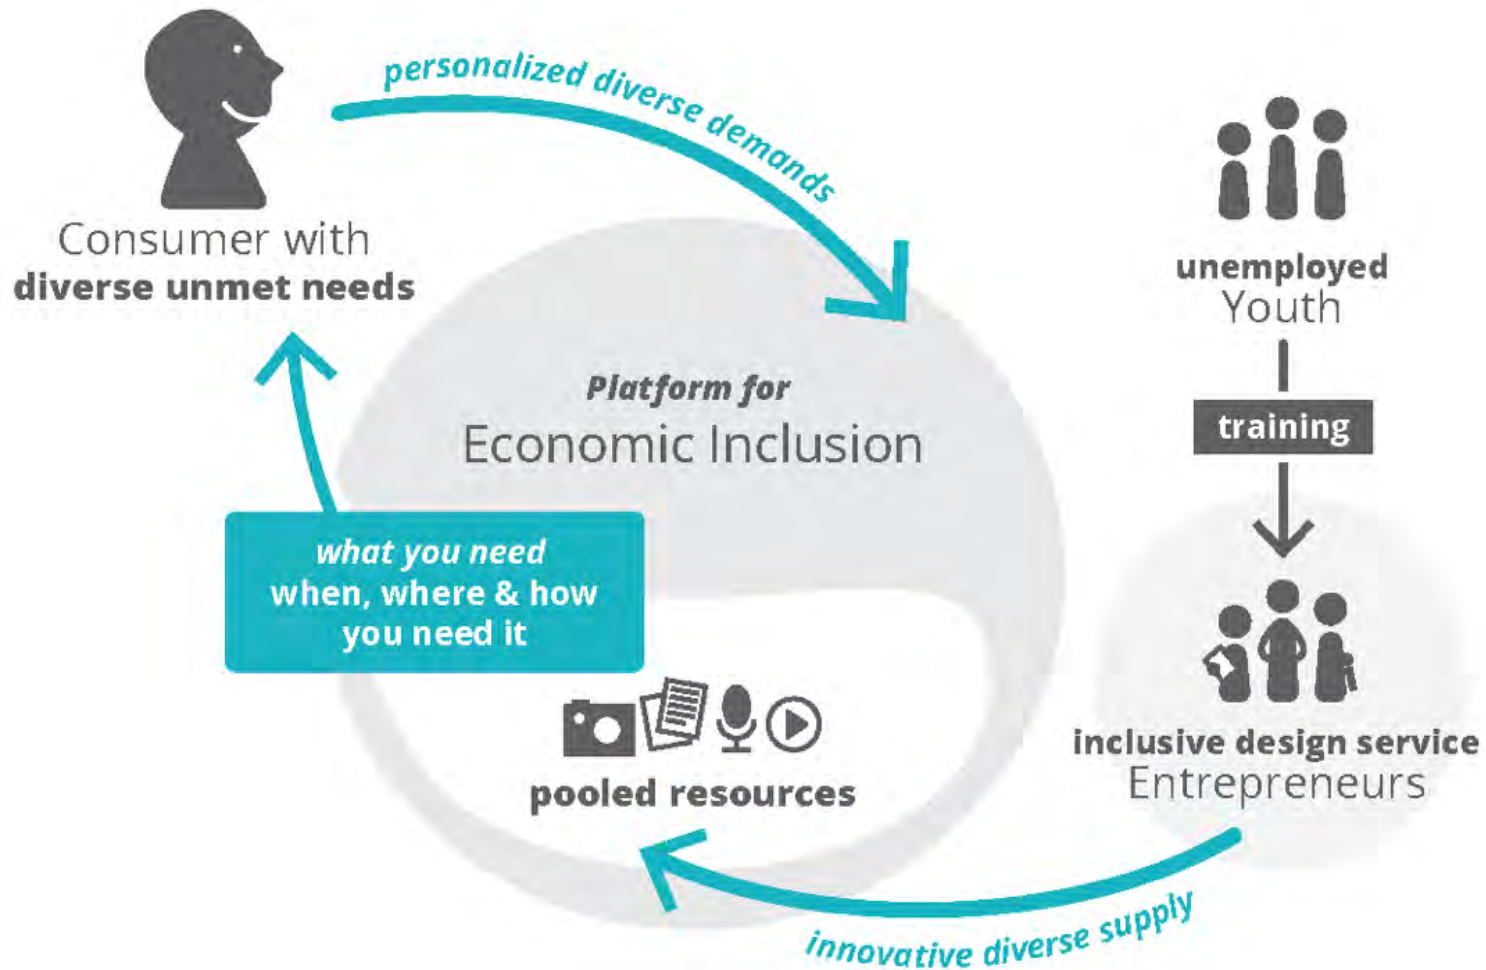 personalized diverse demands
Consumer with
diverse unmet needs
unemployed
Youth
training
Platform for
Economic Inclusion
what you need
when, where & how
you need it
pooled resources
inclusive design service
Entrepreneurs
innovative diverse supply